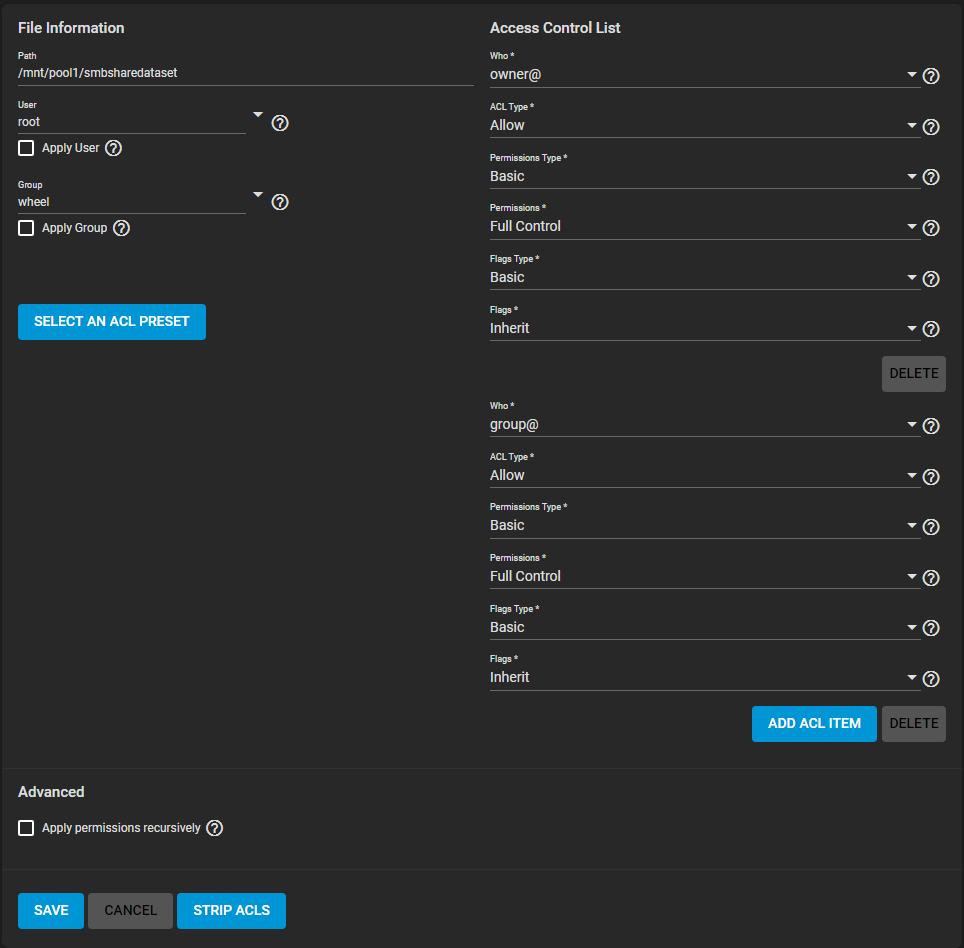 File Information
Path
/mnt/pool1/smbsharedataset
User
root
Apply User
Group
wheel
Apply Group
SELECT AN ACL PRESET
Access Control List
Who *
owner@
ACL Type *
Allow
Permissions Type *
Basic
Permissions *
Full Control
Flags Type *
Basic
Flags *
Inherit
DELETE
Who *
group@
ACL Type *
Allow
Permissions Type *
Basic
Permissions *
Full Control
Flags Type *
Basic
Flags *
Inherit
ADD ACL ITEM DELETE
Advanced
Apply permissions recursively
SAVE CANCEL STRIP ACLS